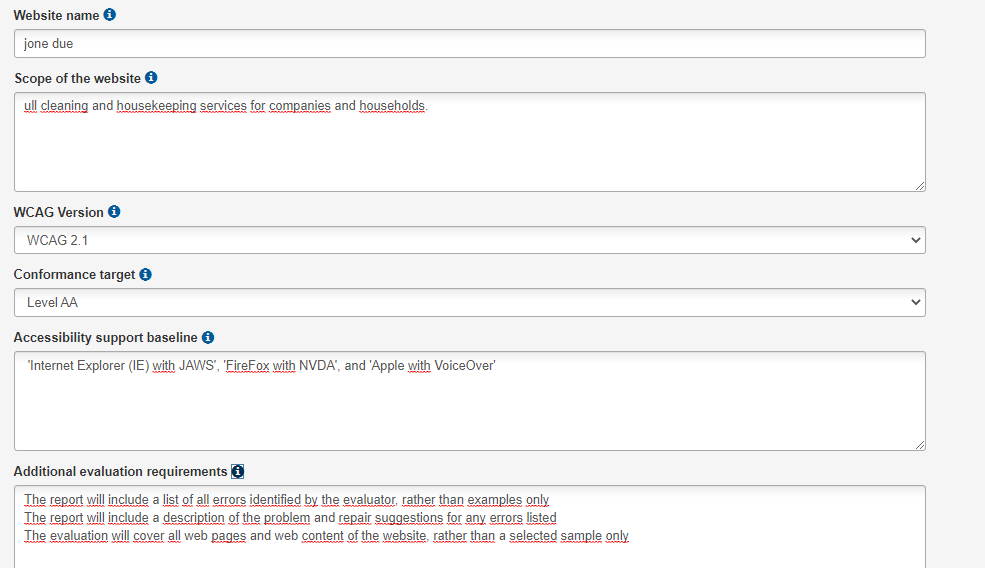 Website name
jone due
Scope of the website
ull cleaning and housekeeping services for companies and households.
WCAG Version
WCAG 2.1
Conformance target
Level AA
Accessibility support baseline
'Internet Explorer (IE) with JAWS', 'FireFox with NVDA', and 'Apple with VoiceOver'
Additional evaluation requirements
The report will include a list of all errors identified by the evaluator, rather than examples only
The report will include a description of the problem and repair suggestions for any errors listed
The evaluation will cover all web pages and web content of the website, rather than a selected sample only